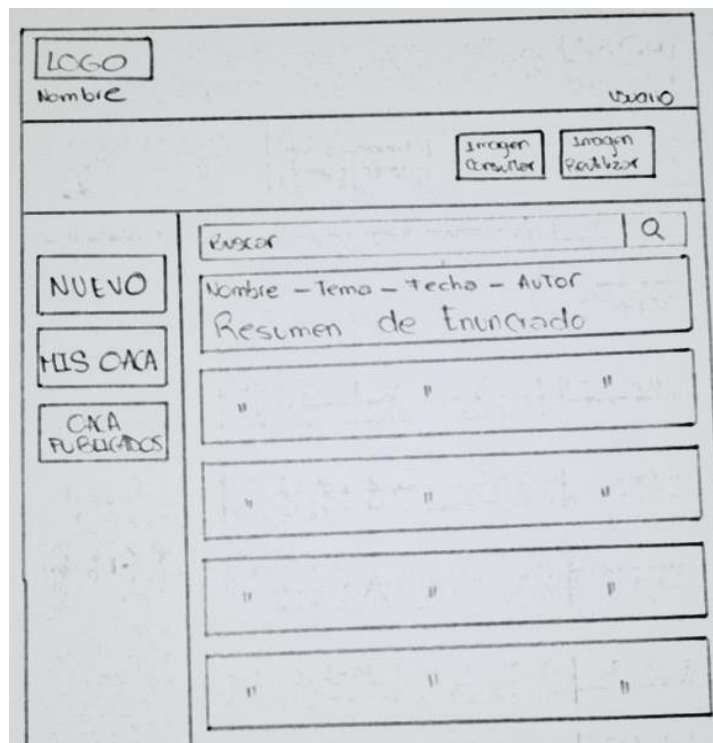 LOGO
Nombre
Usuario
Imagen
Consultar
Imagen
Realizar
Buscar
NUEVO
Nombre - Tema - Fecha - Autor
Resumen de Enunciado
MIS OACA
" " "
OACA
PUBLICADOS
" " "
" " "
" " "